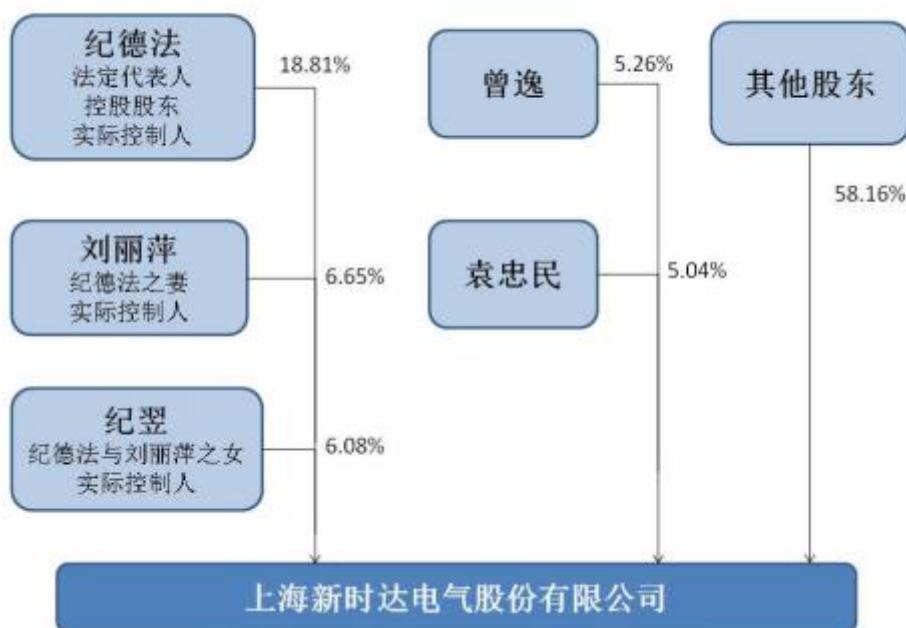 纪德法
法定代表人
控股股东
实际控制人
18.81%
曾逸
5.26%
其他股东
58.16%
刘丽萍
纪德法之妻
实际控制人
6.65%
袁忠民
5.04%
纪翌
纪德法与刘丽萍之女
实际控制人
6.08%
上海新时达电气股份有限公司